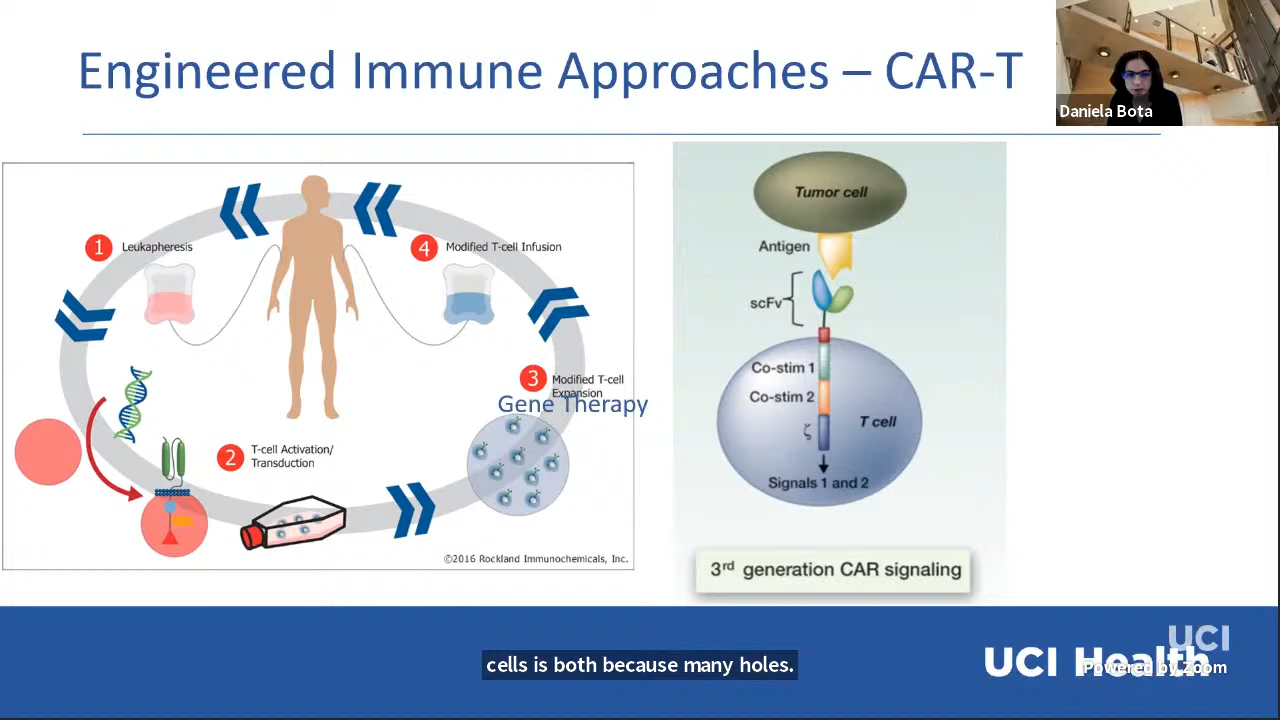 Engineered Immune Approaches – CAR-T
Daniela Bota
1 Leukapheresis
4 Modified T-cell Infusion
3 Modified T-cell
Expansion
Gene Therapy
2 T-cell Activation/
Transduction
©2016 Rockland Immunochemicals, Inc.
Tumor cell
Antigen
scFv
Co-stim 1
Co-stim 2
ζ
T cell
Signals 1 and 2
3rd generation CAR signaling
cells is both because many holes.
UCI Health
UCI
Powered by Zoom